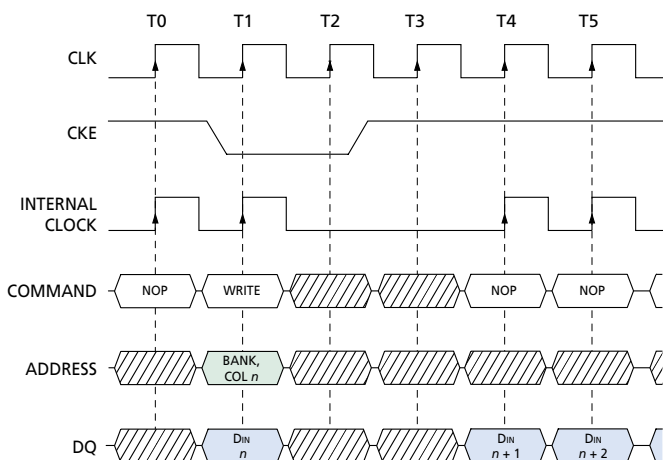 T0 T1 T2 T3 T4 T5
CLK
CKE
INTERNAL
CLOCK
COMMAND NOP WRITE NOP NOP
ADDRESS BANK,
COL n
DQ DIN DIN DIN
n n + 1 n + 2